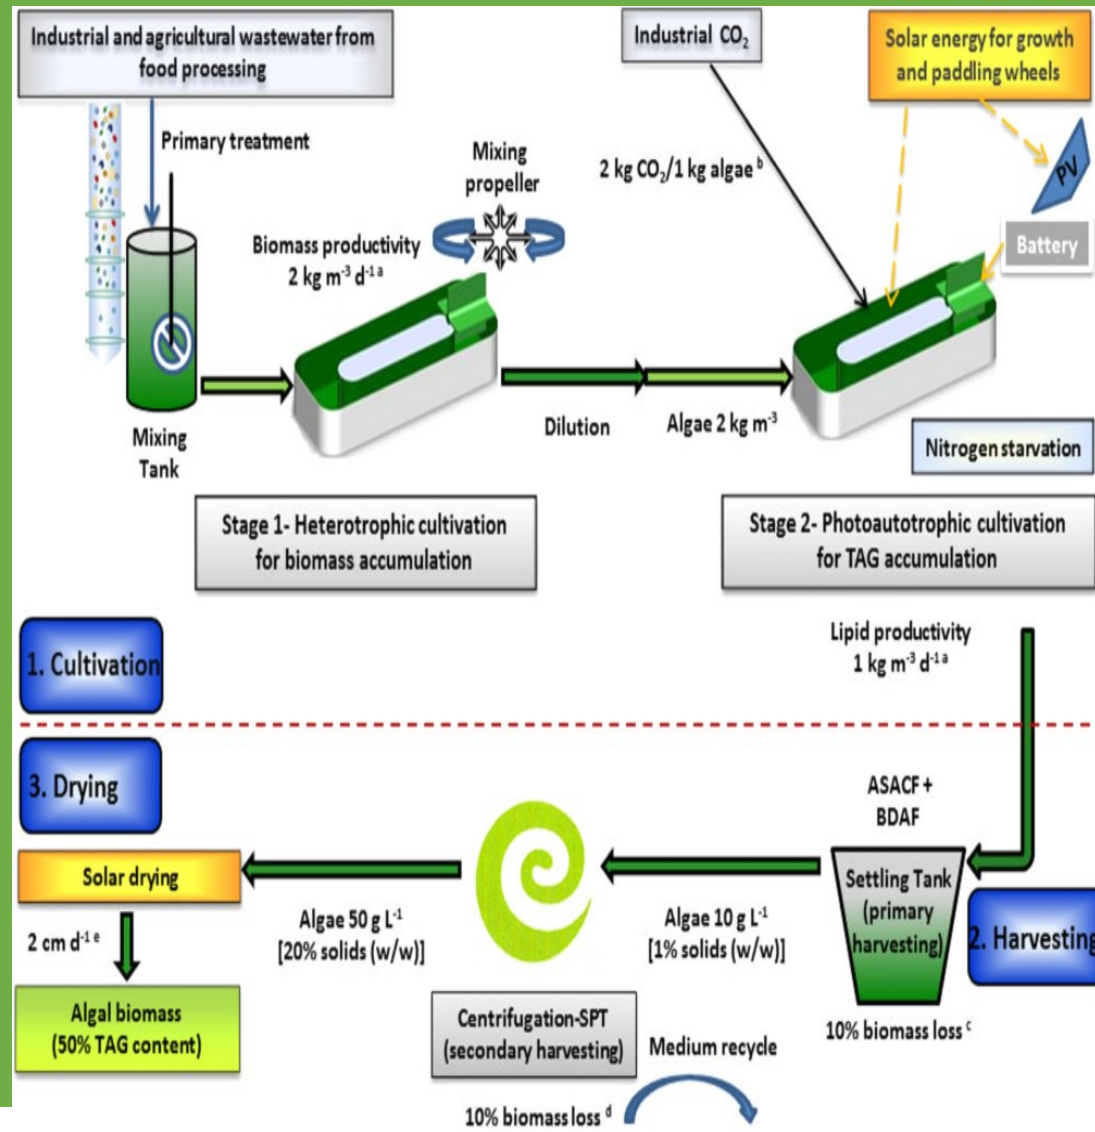 Industrial and agricultural wastewater from
food processing
Industrial CO₂
Solar energy for growth
and paddling wheels
Primary treatment
Mixing
propeller
2 kg CO₂/1 kg algae ᵇ
PV
Battery
Biomass productivity
2 kg m⁻³ d⁻¹ ᵃ
Mixing
Tank
Dilution
Algae 2 kg m⁻³
Nitrogen starvation
Stage 1- Heterotrophic cultivation
for biomass accumulation
Stage 2- Photoautotrophic cultivation
for TAG accumulation
1. Cultivation
Lipid productivity
1 kg m⁻³ d⁻¹ ᵃ
3. Drying
ASACF +
BDAF
Solar drying
Settling Tank
(primary
harvesting)
2. Harvesting
Algae 50 g L⁻¹
[20% solids (w/w)]
Algae 10 g L⁻¹
[1% solids (w/w)]
2 cm d⁻¹ ᵉ
Algal biomass
(50% TAG content)
Centrifugation-SPT
(secondary harvesting)
10% biomass loss ᶜ
Medium recycle
10% biomass loss ᵈ